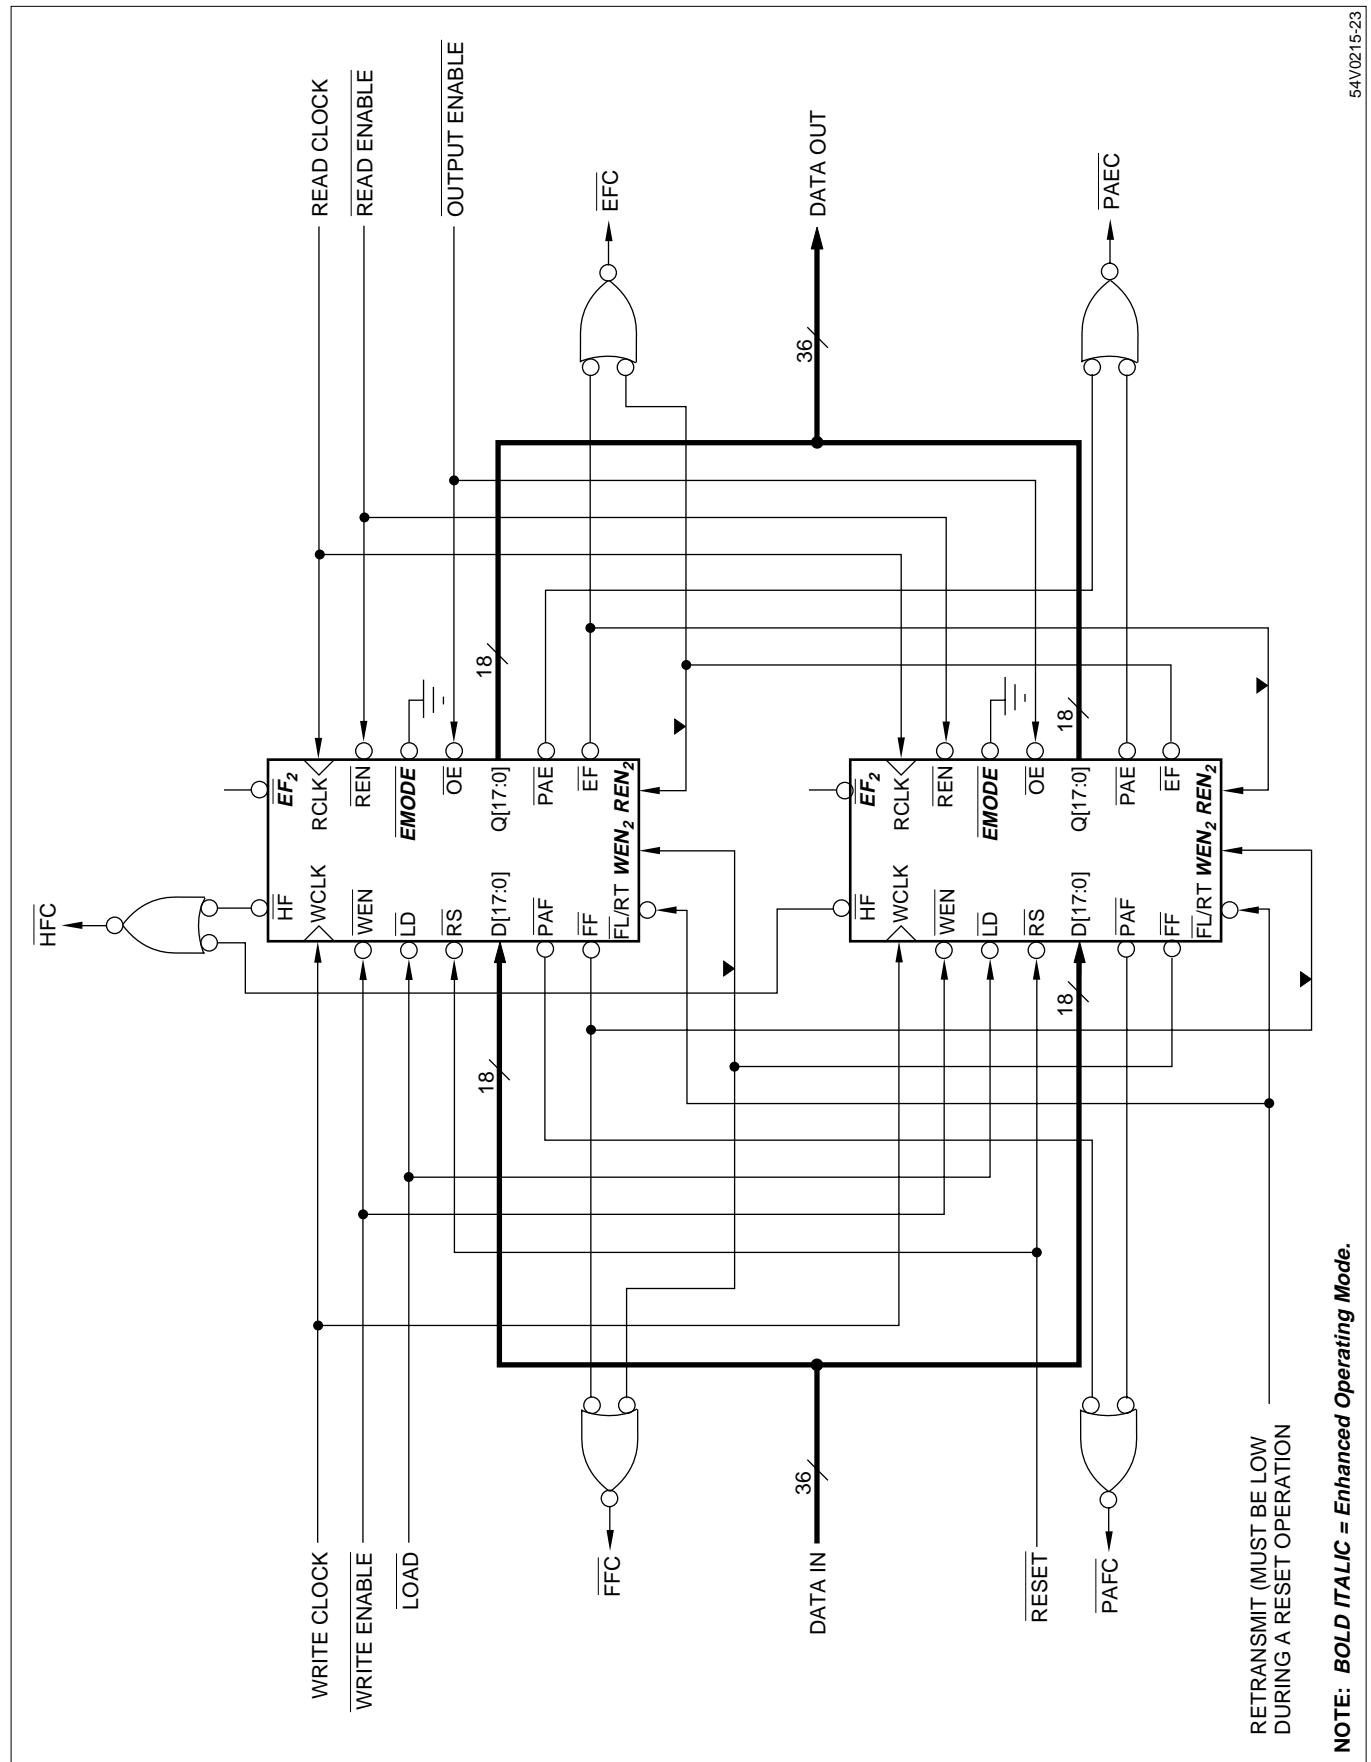 54V0215-23
READ CLOCK
READ ENABLE
OUTPUT ENABLE
EFC
DATA OUT
36
PAEC
18
18
HFC
EF2
RCLK
REN
EMODE
OE
Q[17:0]
PAE
EF
HF
WCLK
WEN
LD
RS
D[17:0]
PAF
FF
FL/RT WEN2 REN2
EF2
RCLK
REN
EMODE
OE
Q[17:0]
PAE
EF
HF
WCLK
WEN
LD
RS
D[17:0]
PAF
FF
FL/RT WEN2 REN2
18
18
WRITE CLOCK
WRITE ENABLE
LOAD
FFC
DATA IN
36
RESET
PAFC
RETRANSMIT (MUST BE LOW
DURING A RESET OPERATION
NOTE: BOLD ITALIC = Enhanced Operating Mode.